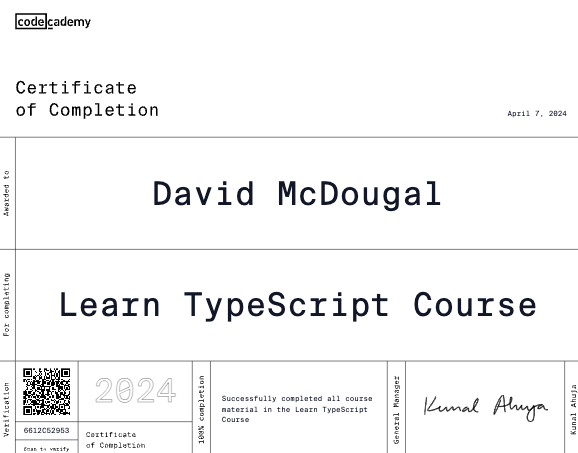 codecademy
Certificate
of Completion
April 7, 2024
Awarded to
David McDougal
For completing
Learn TypeScript Course
Verification
6612C52953
Scan to verify
2024
Certificate
of Completion
100% completion
Successfully completed all course
material in the Learn TypeScript
Course
General Manager
Kunal Ahuja
Kunal Ahuja